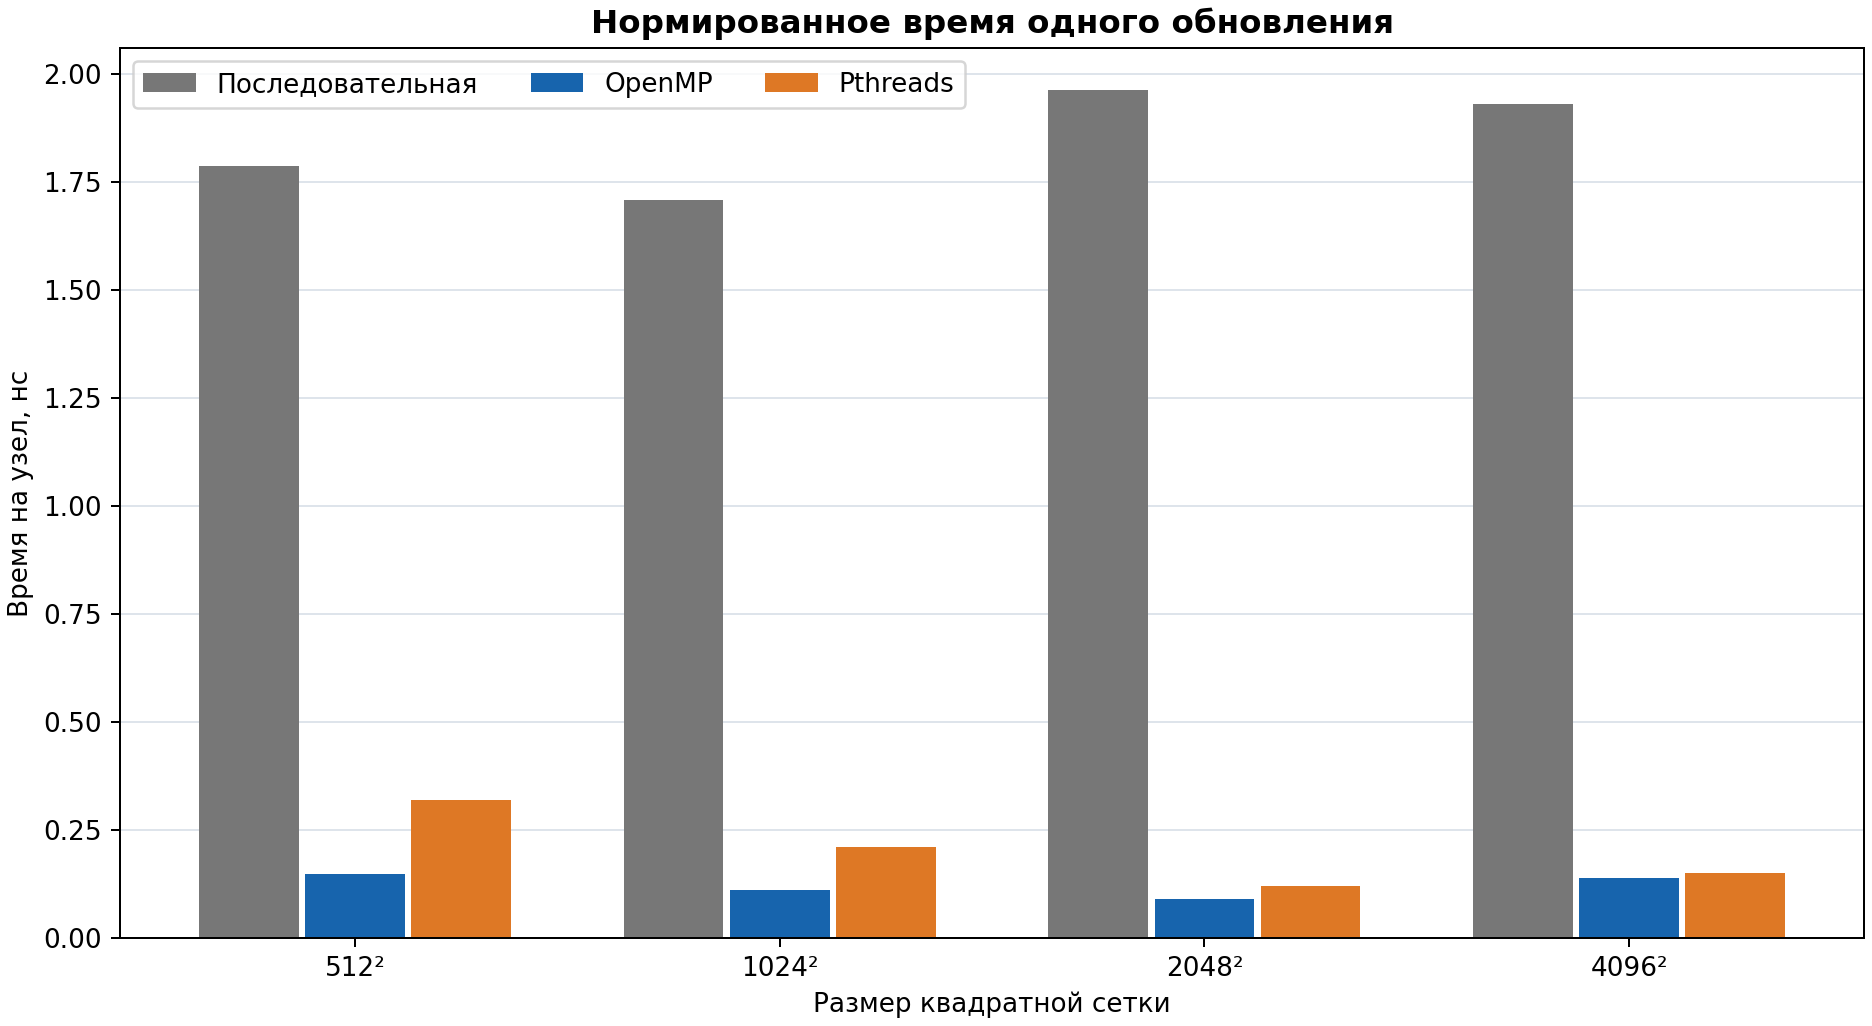 Нормированное время одного обновления
Последовательная OpenMP Pthreads
Время на узел, нс
2.00
1.75
1.50
1.25
1.00
0.75
0.50
0.25
0.00
512² 1024² 2048² 4096²
Размер квадратной сетки